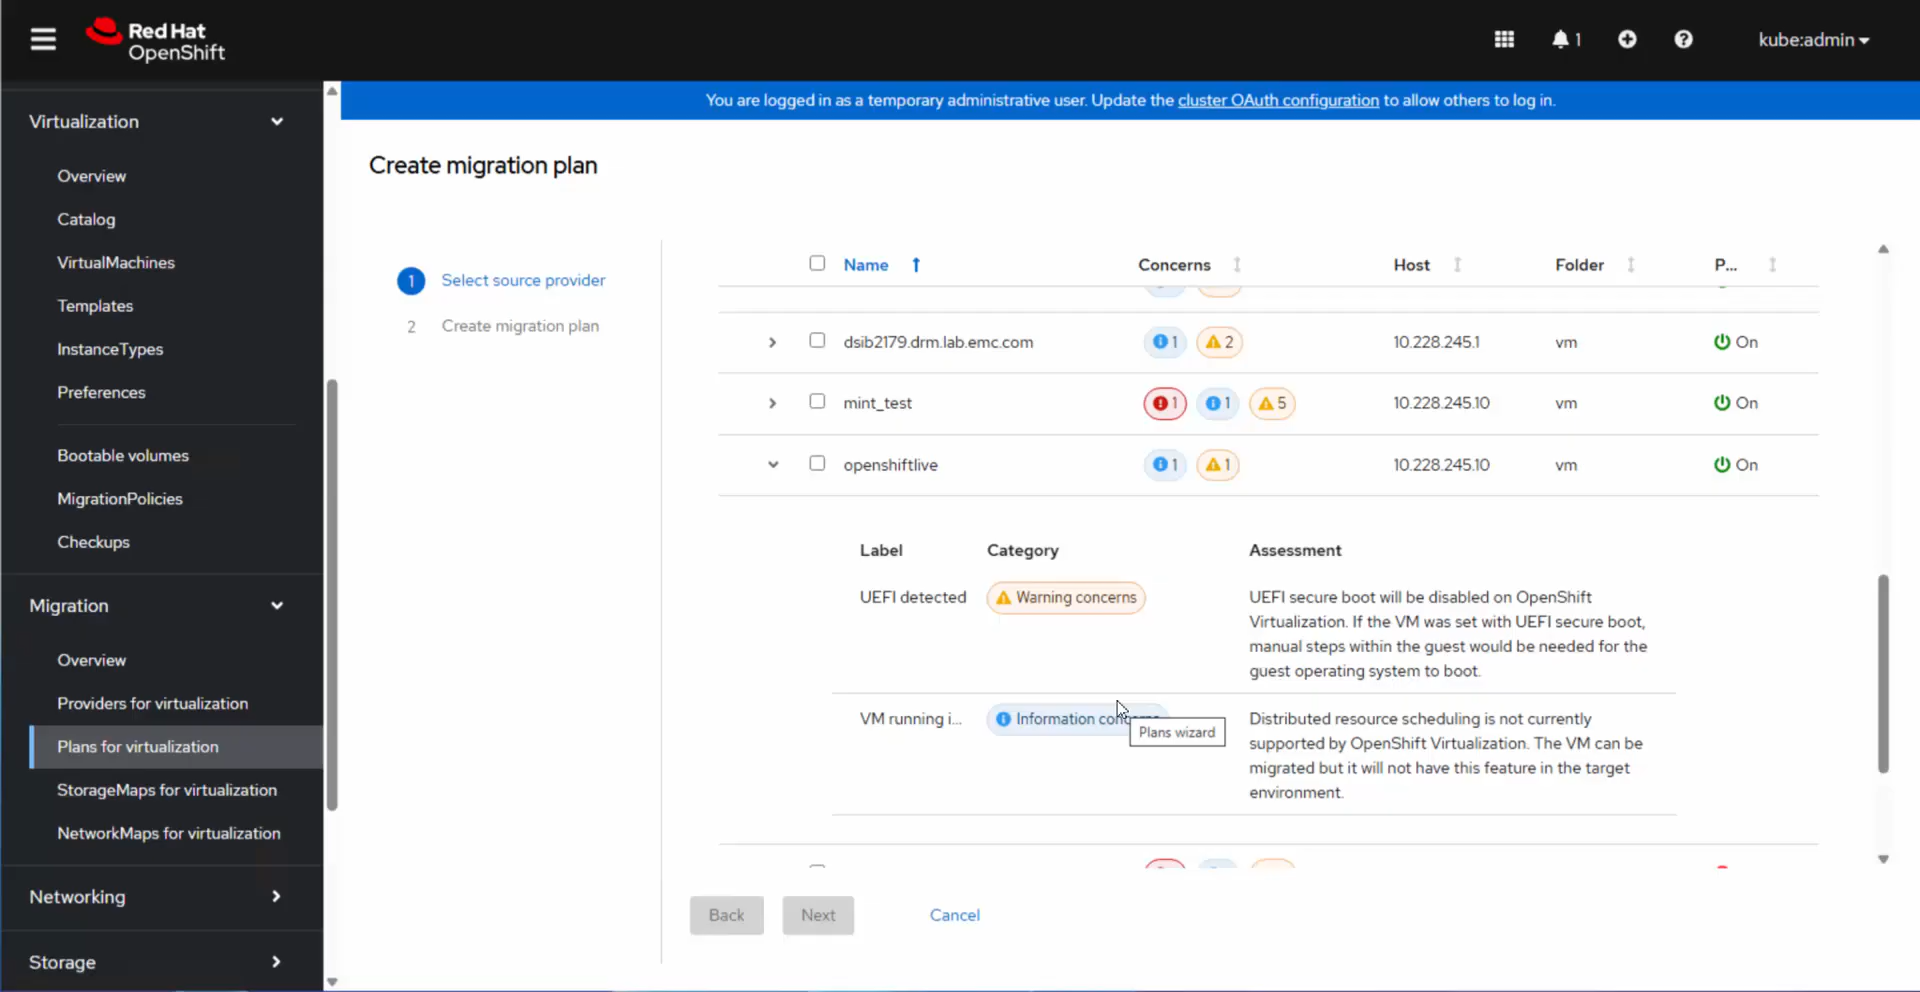 Red Hat
OpenShift
1
kube:admin
You are logged in as a temporary administrative user. Update the cluster OAuth configuration to allow others to log in.
Virtualization
Overview
Catalog
VirtualMachines
Templates
InstanceTypes
Preferences
Bootable volumes
MigrationPolicies
Checkups
Migration
Overview
Providers for virtualization
Plans for virtualization
StorageMaps for virtualization
NetworkMaps for virtualization
Networking
Storage
Create migration plan
1 Select source provider
2 Create migration plan
Name Concerns Host Folder P...
dsib2179.drm.lab.emc.com 1 2 10.228.245.1 vm On
mint_test 1 1 5 10.228.245.10 vm On
openshiftlive 1 1 10.228.245.10 vm On
Label Category Assessment
UEFI detected Warning concerns UEFI secure boot will be disabled on OpenShift
Virtualization. If the VM was set with UEFI secure boot,
manual steps within the guest would be needed for the
guest operating system to boot.
VM running i... Information Distributed resource scheduling is not currently
Plans wizard
supported by OpenShift Virtualization. The VM can be
migrated but it will not have this feature in the target
environment.
Back Next Cancel